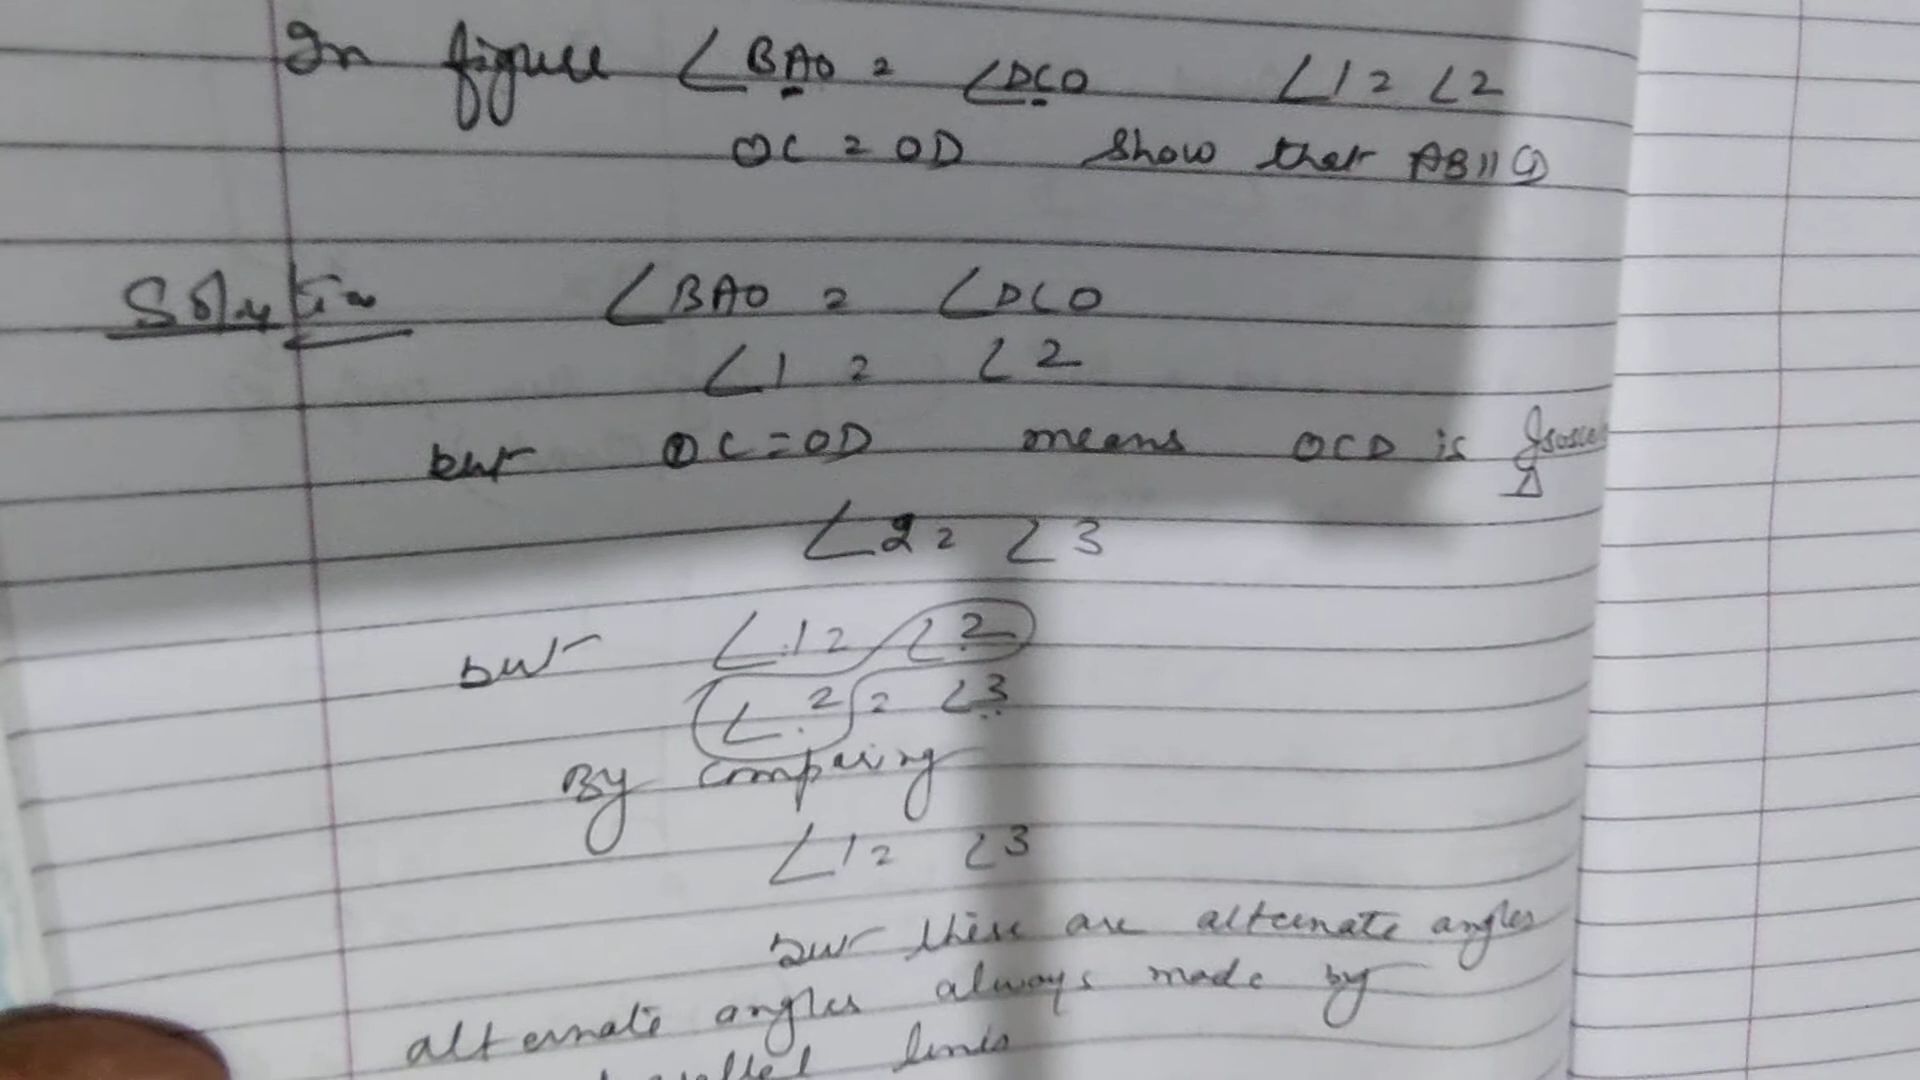 In figure ∠BAO = ∠DCO ∠1 = ∠2
OC = OD Show that AB || CD
Solution ∠BAO = ∠DCO
∠1 = ∠2
but OC = OD means OCD is Isosceles
Δ
∠2 = ∠3
but ∠1 = ∠2
∠2 = ∠3
By comparing
∠1 = ∠3
but these are alternate angles
alternate angles always made by
parallel lines